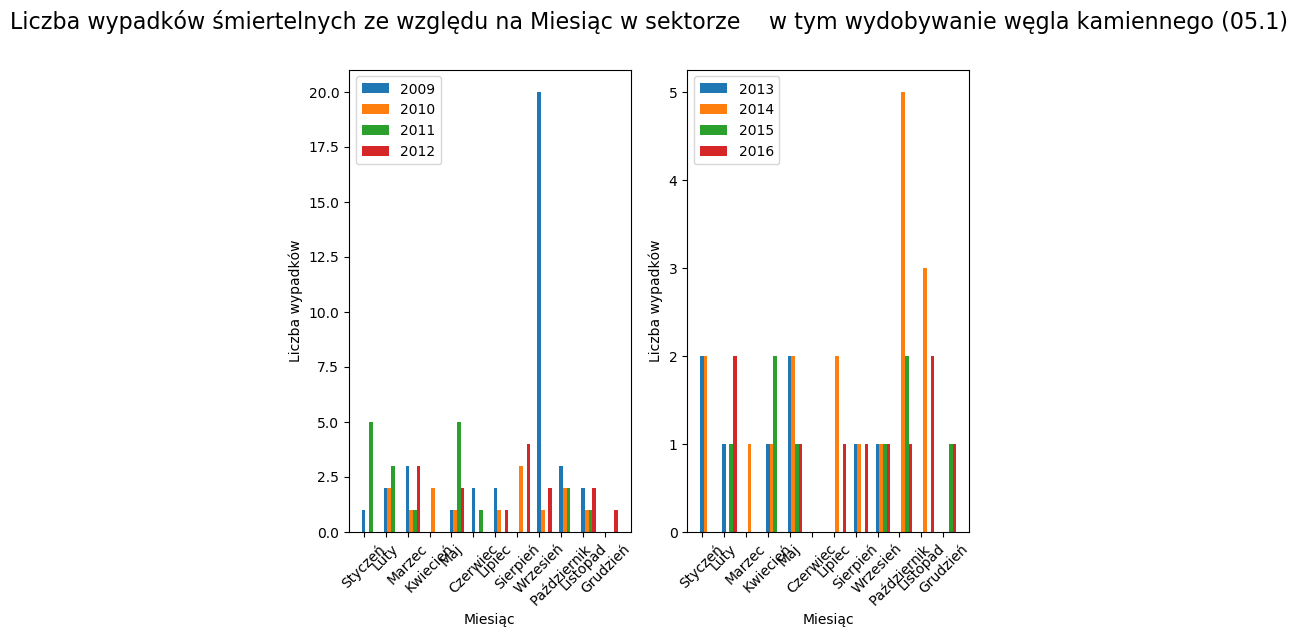 Liczba wypadków śmiertelnych ze względu na Miesiąc w sektorze    w tym wydobywanie węgla kamiennego (05.1)
2009
2010
2011
2012
20.0
17.5
15.0
12.5
10.0
7.5
5.0
2.5
0.0
Liczba wypadków
Styczeń
Luty
Marzec
Kwiecień
Maj
Czerwiec
Lipiec
Sierpień
Wrzesień
Październik
Listopad
Grudzień
Miesiąc
2013
2014
2015
2016
5
4
3
2
1
0
Liczba wypadków
Styczeń
Luty
Marzec
Kwiecień
Maj
Czerwiec
Lipiec
Sierpień
Wrzesień
Październik
Listopad
Grudzień
Miesiąc